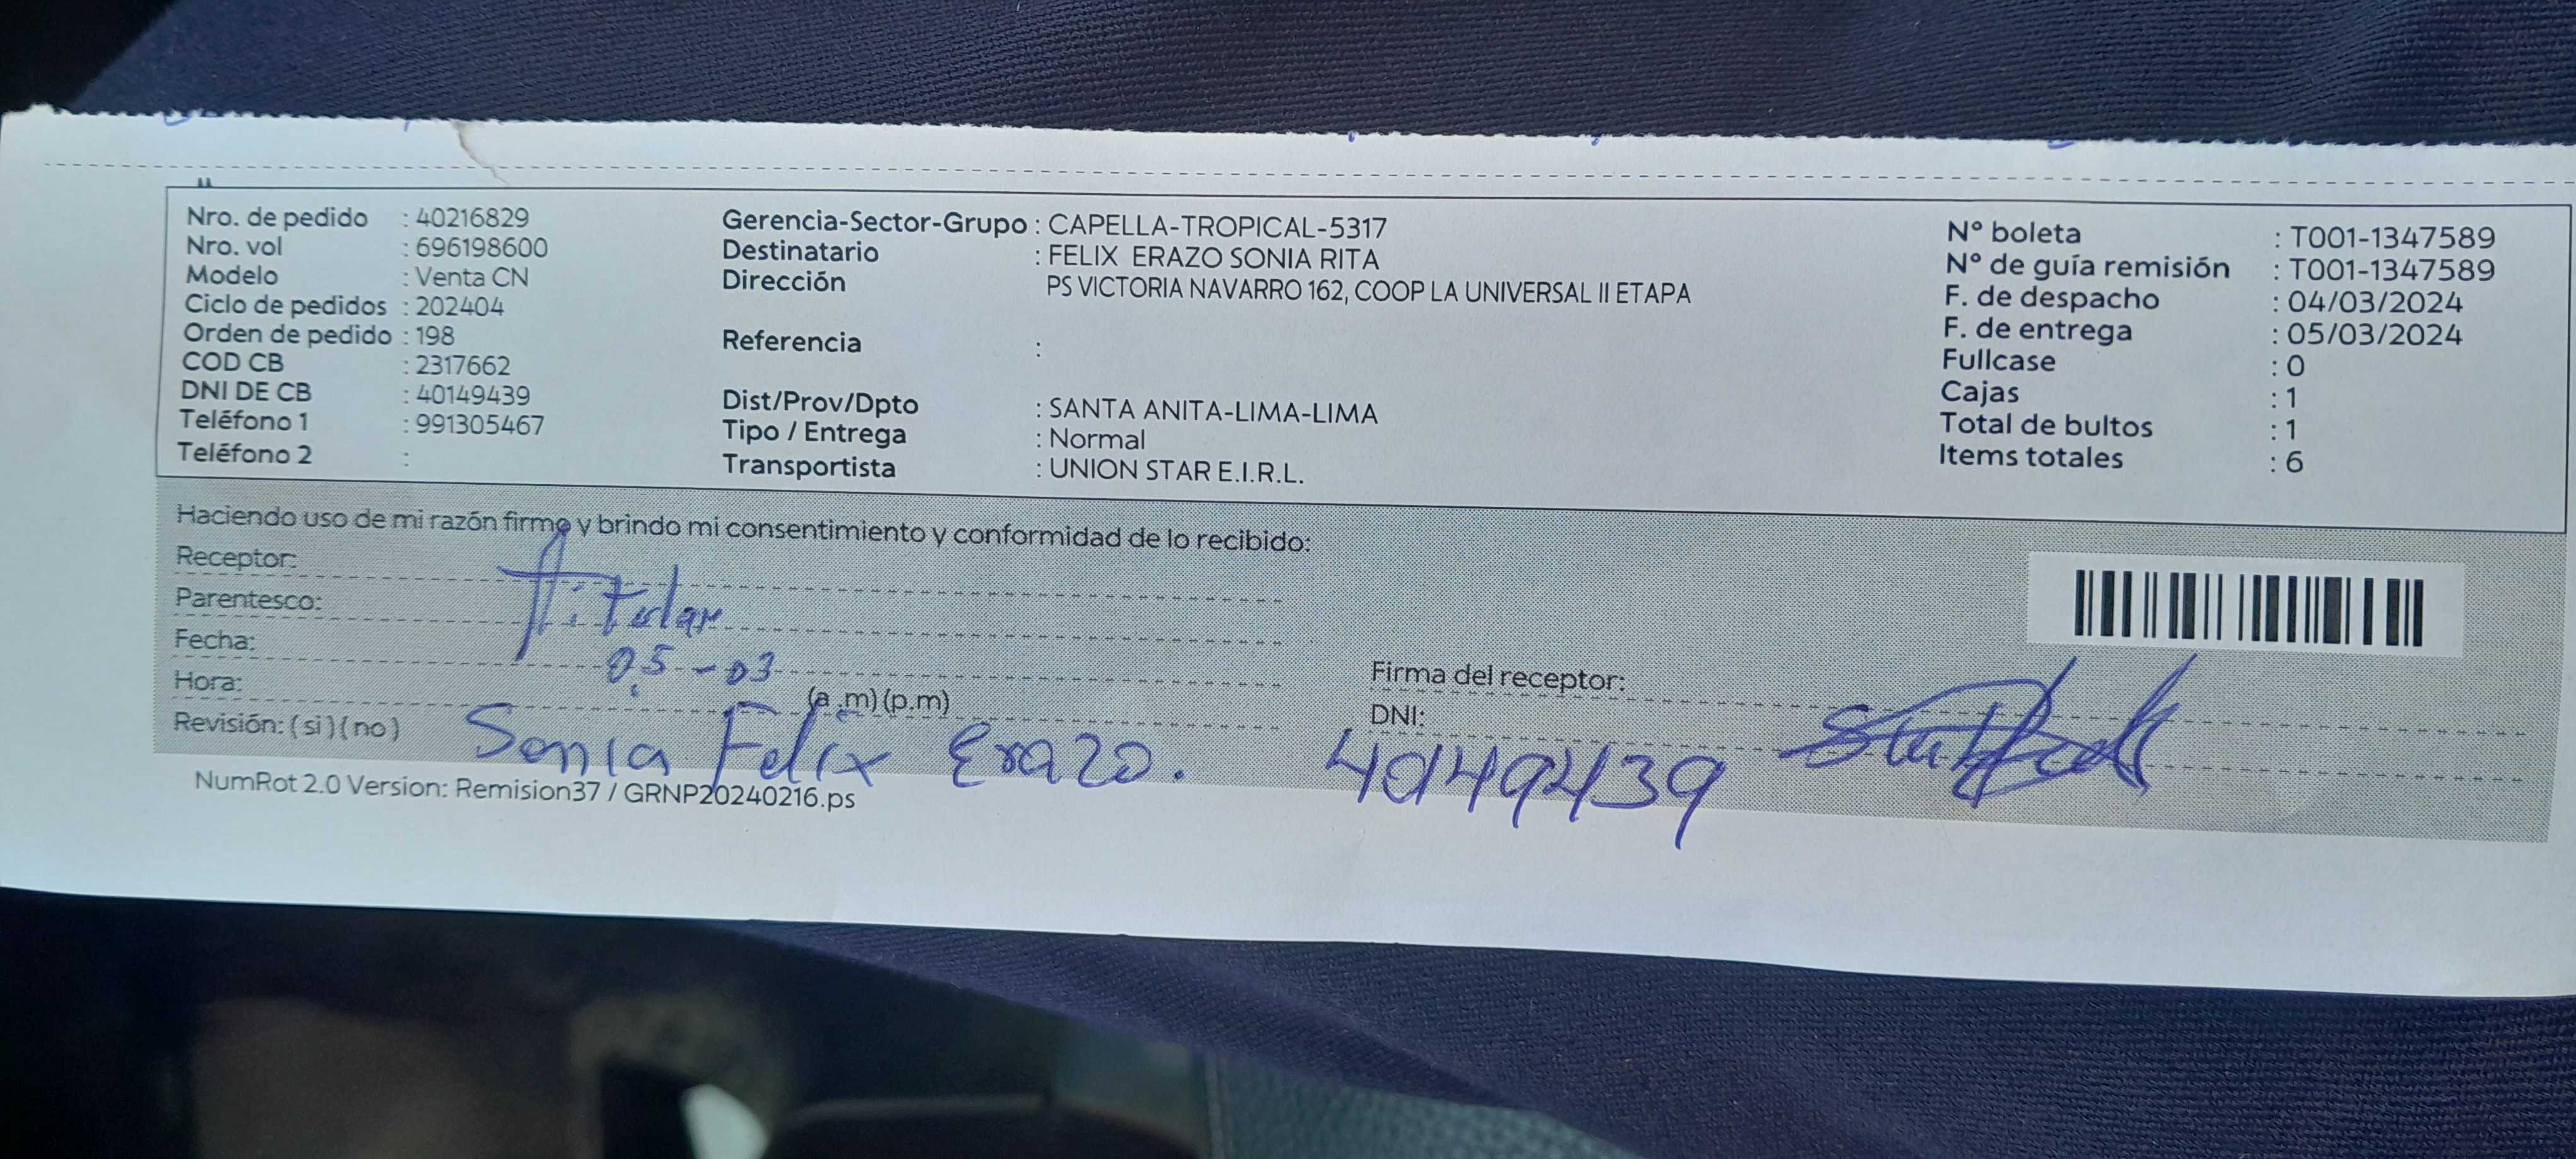 Nro. de pedido : 40216829
Nro. vol : 696198600
Modelo : Venta CN
Ciclo de pedidos : 202404
Orden de pedido : 198
COD CB : 2317662
DNI DE CB : 40149439
Teléfono 1 : 991305467
Teléfono 2 :
Gerencia-Sector-Grupo : CAPELLA-TROPICAL-5317
Destinatario : FELIX ERAZO SONIA RITA
Dirección PS VICTORIA NAVARRO 162, COOP LA UNIVERSAL II ETAPA
Referencia :
Dist/Prov/Dpto : SANTA ANITA-LIMA-LIMA
Tipo / Entrega : Normal
Transportista : UNION STAR E.I.R.L.
N° boleta : T001-1347589
N° de guía remisión : T001-1347589
F. de despacho : 04/03/2024
F. de entrega : 05/03/2024
Fullcase : 0
Cajas : 1
Total de bultos : 1
Items totales : 6
Haciendo uso de mi razón firmo y brindo mi consentimiento y conformidad de lo recibido:
Receptor:
Parentesco: Titular
Fecha: 05-03
Hora: (a.m)(p.m)
Revisión: (si)(no) Sonia Felix Erazo.
Firma del receptor:
DNI: 40149439
NumRot 2.0 Version: Remision37 / GRNP20240216.ps